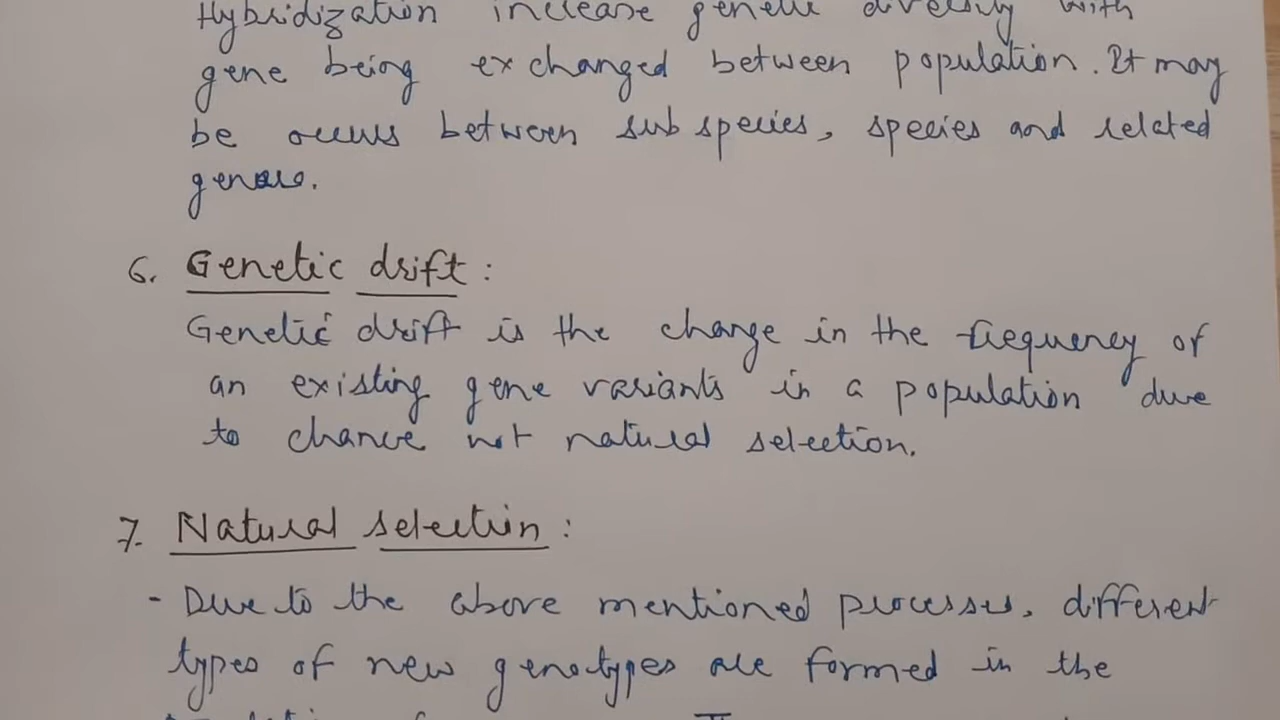 Hybridization increase genetic diversity with
gene being exchanged between population. It may
be occurs between subspecies, species and related
6. Genetic drift :
Genetic drift is the change in the frequency of
an existing gene variants in a population due
to chance not natural selection.
7. Natural selection :
- Due to the above mentioned processes, different
types of new genotypes are formed in the